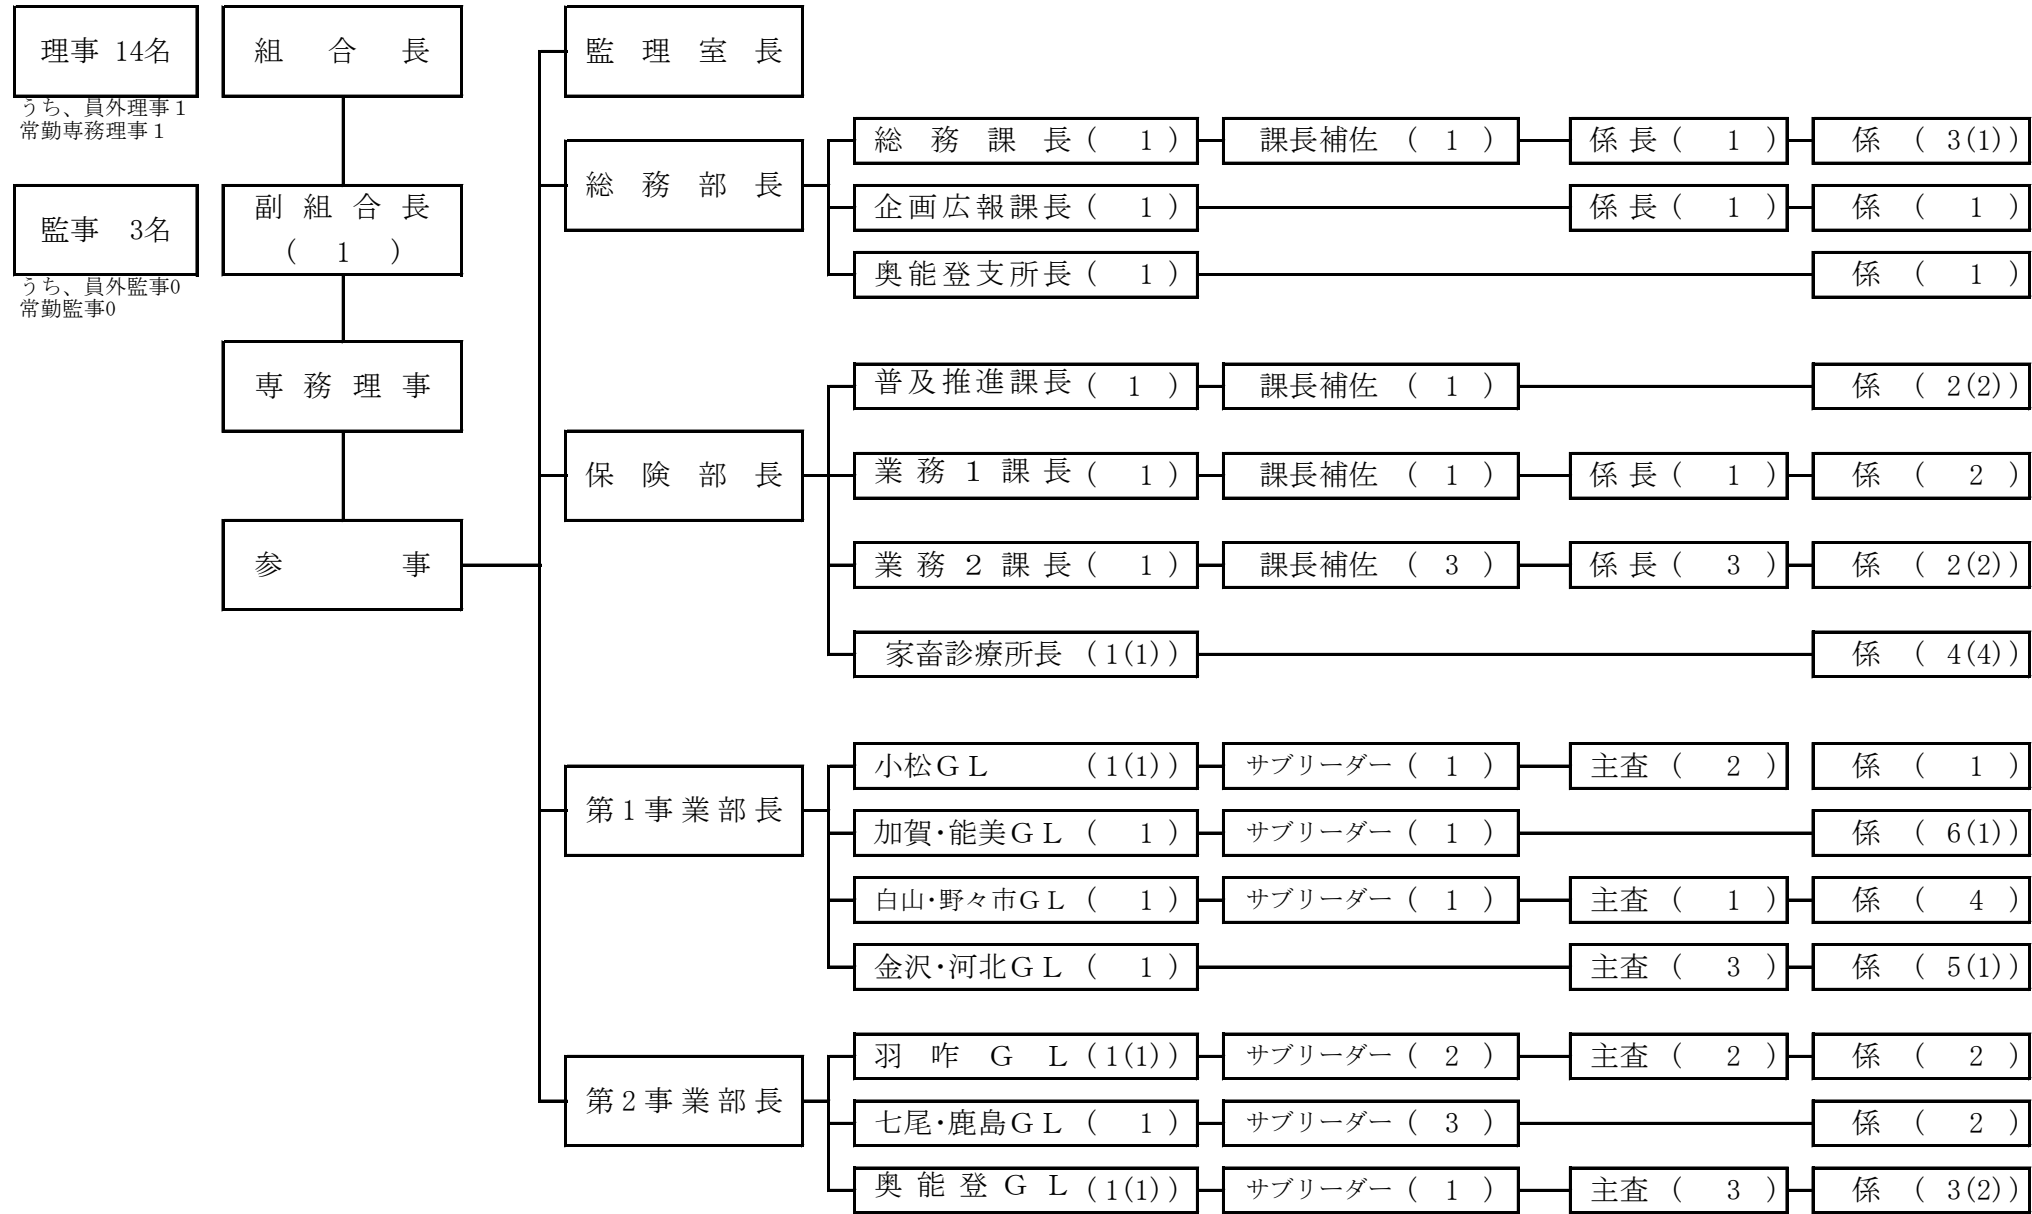 理事 14名
うち、員外理事１
常勤専務理事１
監事 3名
うち、員外監事0
常勤監事0
組合長
副組合長
( 1 )
専務理事
参事
監理室長
総務部長
総務課長 ( 1 ) 課長補佐 ( 1 ) 係長 ( 1 ) 係 ( 3(1))
企画広報課長 ( 1 ) 係長 ( 1 ) 係 ( 1 )
奥能登支所長 ( 1 ) 係 ( 1 )
保険部長
普及推進課長 ( 1 ) 課長補佐 ( 1 ) 係 ( 2(2))
業務１課長 ( 1 ) 課長補佐 ( 1 ) 係長 ( 1 ) 係 ( 2 )
業務２課長 ( 1 ) 課長補佐 ( 3 ) 係長 ( 3 ) 係 ( 2(2))
家畜診療所長 (1(1)) 係 ( 4(4))
第1事業部長
小松ＧＬ (1(1)) サブリーダー ( 1 ) 主査 ( 2 ) 係 ( 1 )
加賀・能美ＧＬ ( 1 ) サブリーダー ( 1 ) 係 ( 6(1))
白山・野々市ＧＬ ( 1 ) サブリーダー ( 1 ) 主査 ( 1 ) 係 ( 4 )
金沢・河北ＧＬ ( 1 ) 主査 ( 3 ) 係 ( 5(1))
第2事業部長
羽咋ＧＬ (1(1)) サブリーダー ( 2 ) 主査 ( 2 ) 係 ( 2 )
七尾・鹿島ＧＬ ( 1 ) サブリーダー ( 3 ) 係 ( 2 )
奥能登ＧＬ (1(1)) サブリーダー ( 1 ) 主査 ( 3 ) 係 ( 3(2))